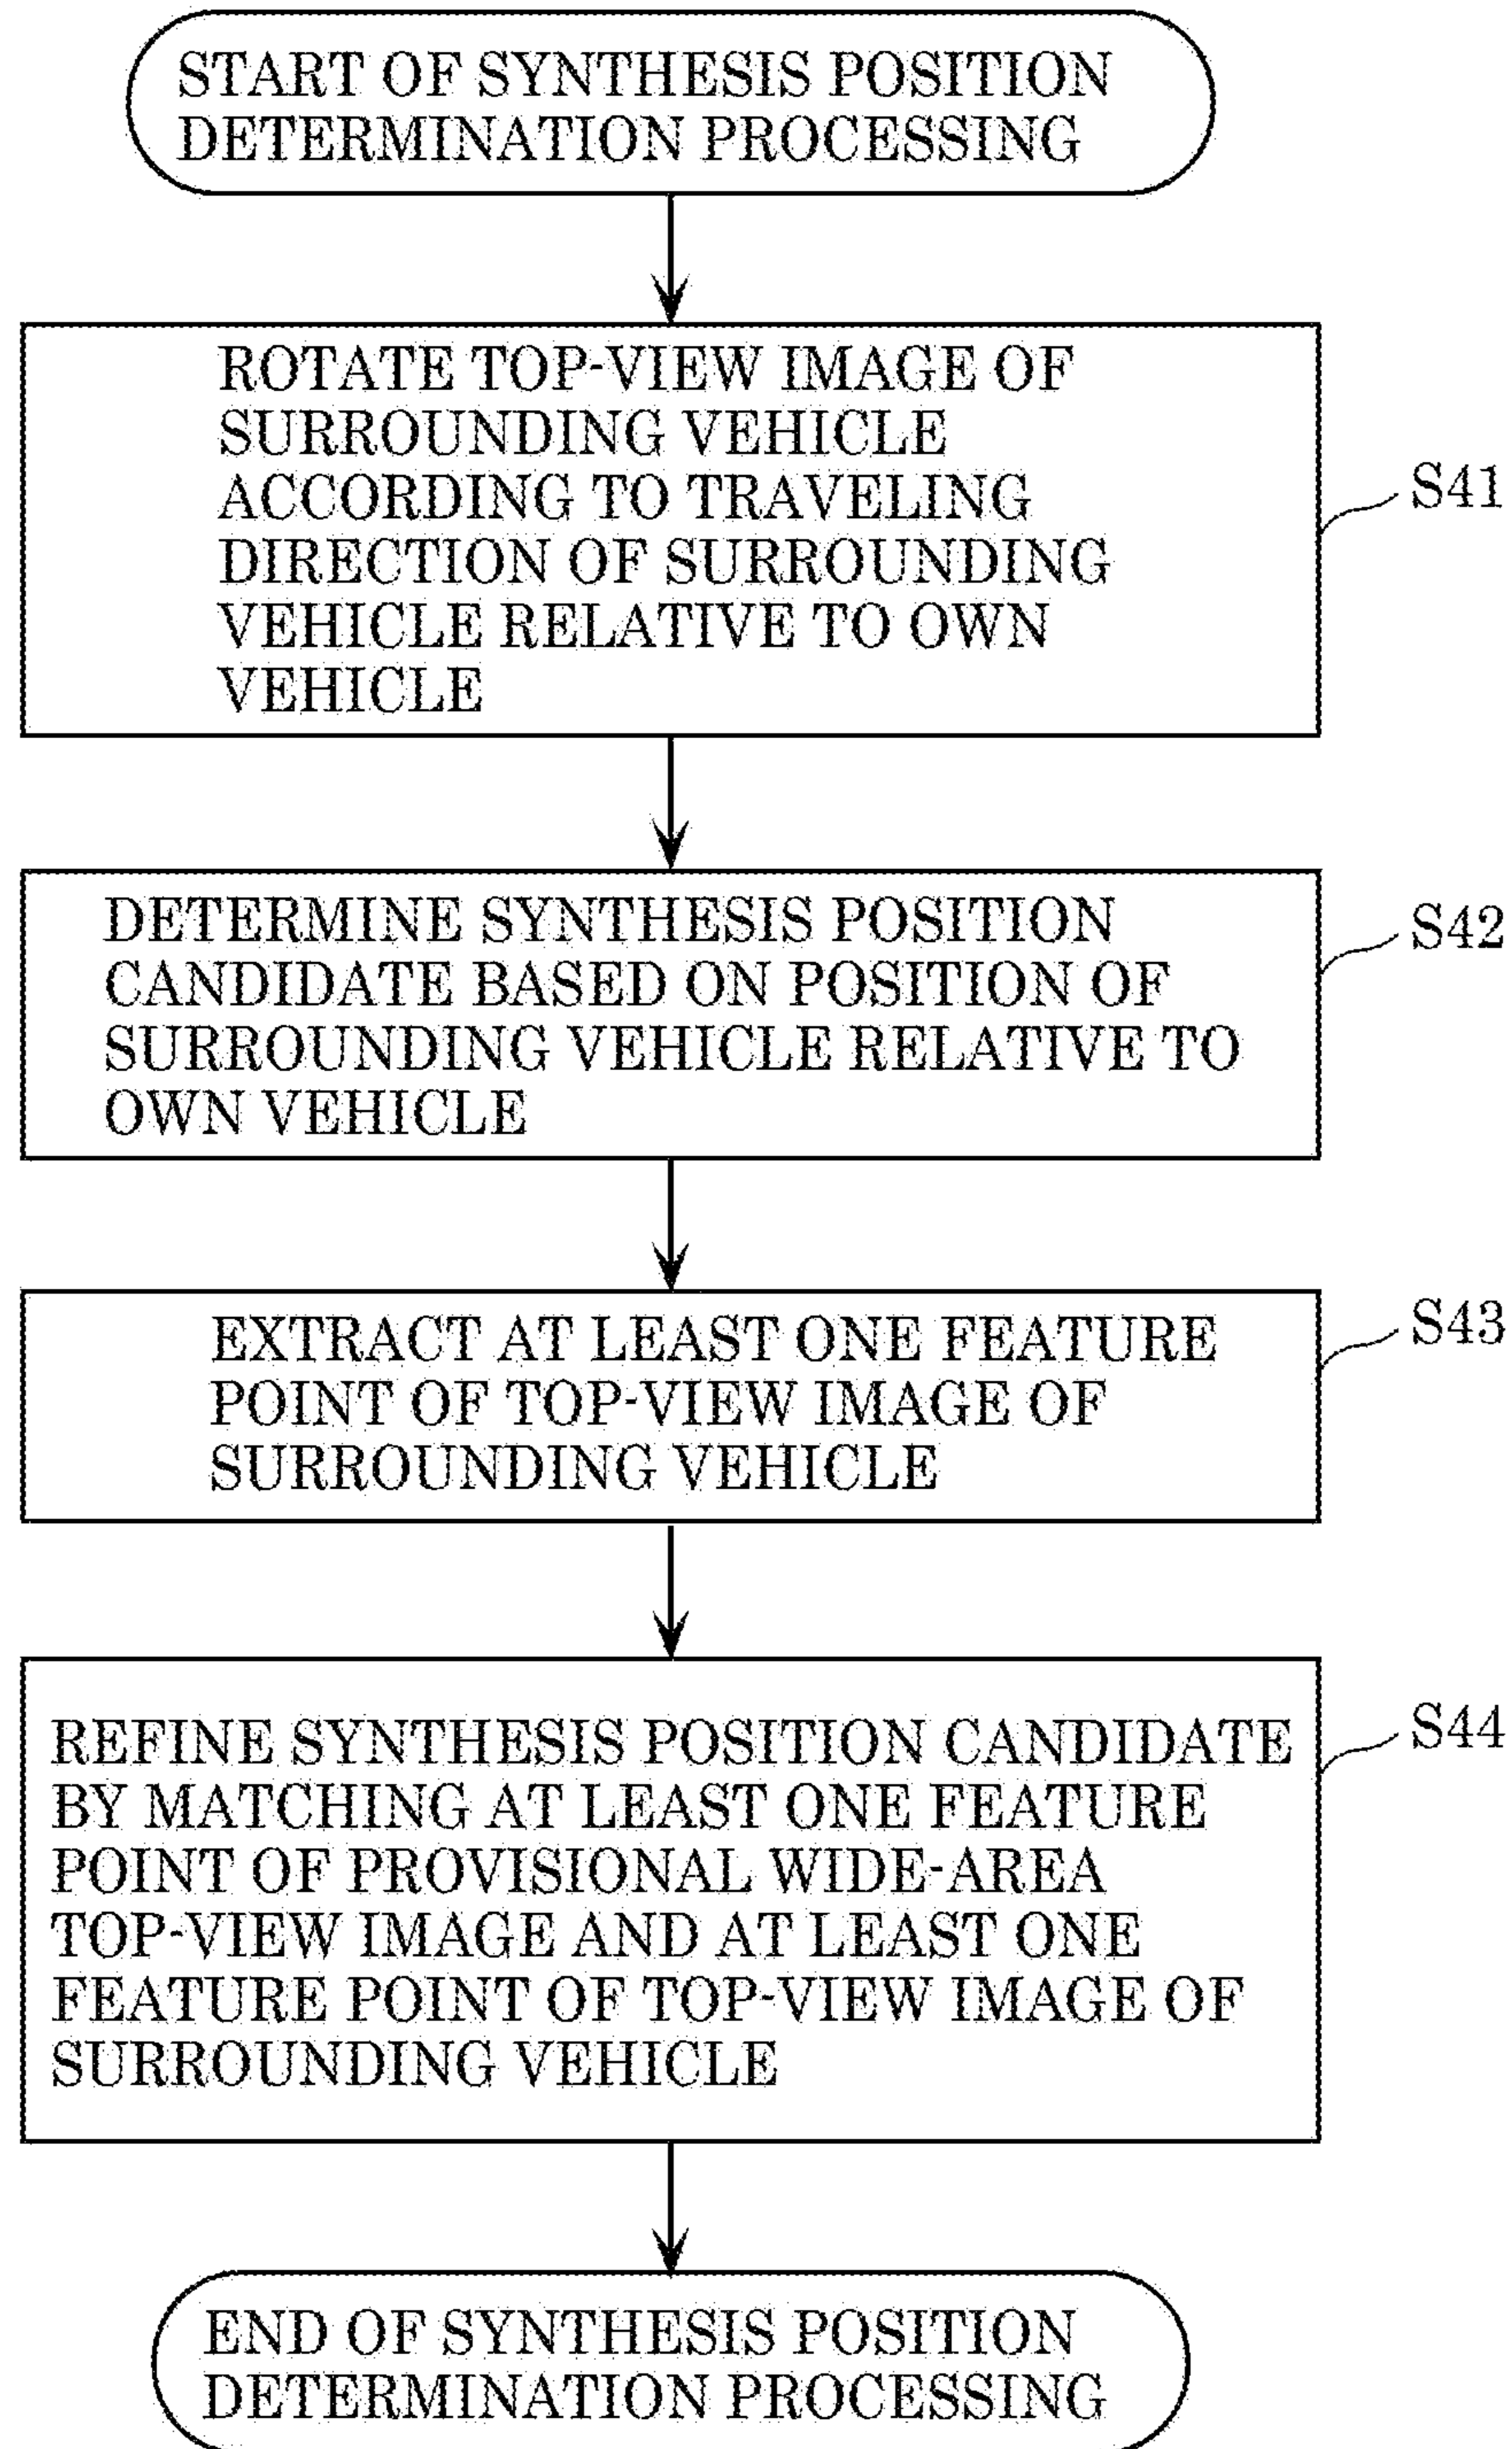 START OF SYNTHESIS POSITION
DETERMINATION PROCESSING
ROTATE TOP-VIEW IMAGE OF
SURROUNDING VEHICLE
ACCORDING TO TRAVELING
DIRECTION OF SURROUNDING
VEHICLE RELATIVE TO OWN
VEHICLE
S41
DETERMINE SYNTHESIS POSITION
CANDIDATE BASED ON POSITION OF
SURROUNDING VEHICLE RELATIVE TO
OWN VEHICLE
S42
EXTRACT AT LEAST ONE FEATURE
POINT OF TOP-VIEW IMAGE OF
SURROUNDING VEHICLE
S43
REFINE SYNTHESIS POSITION CANDIDATE
BY MATCHING AT LEAST ONE FEATURE
POINT OF PROVISIONAL WIDE-AREA
TOP-VIEW IMAGE AND AT LEAST ONE
FEATURE POINT OF TOP-VIEW IMAGE OF
SURROUNDING VEHICLE
S44
END OF SYNTHESIS POSITION
DETERMINATION PROCESSING